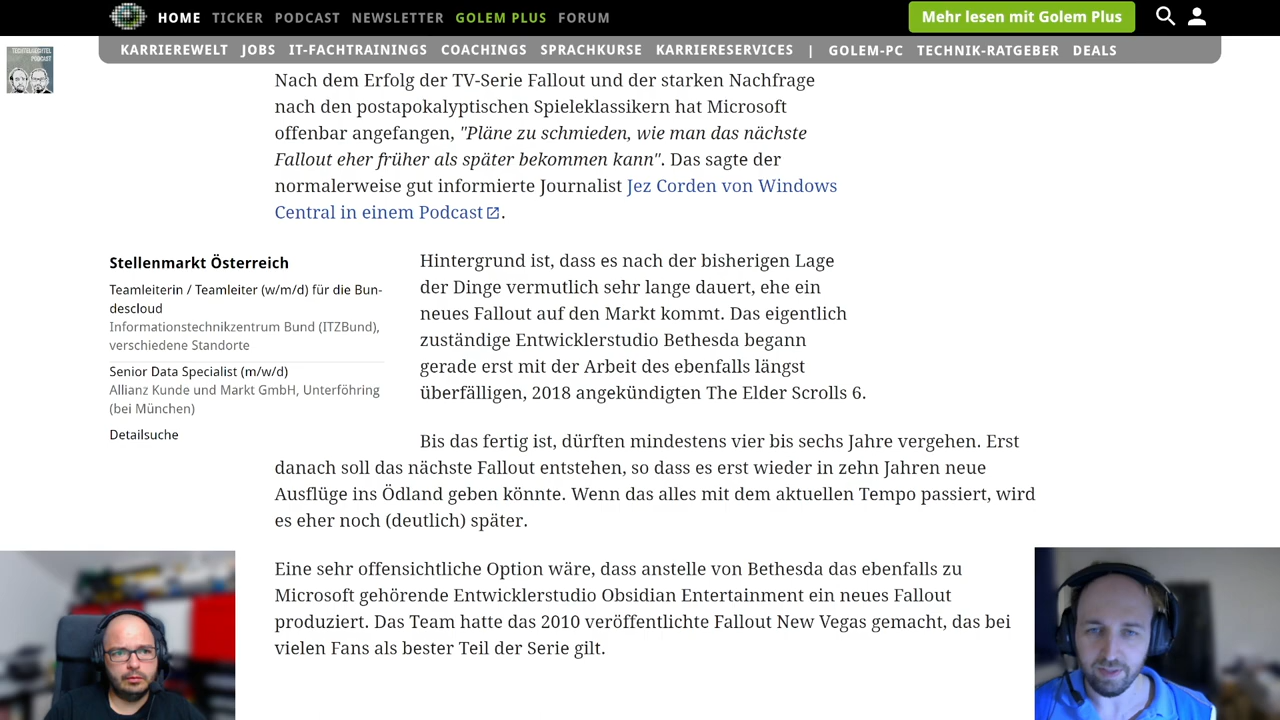 HOME TICKER PODCAST NEWSLETTER GOLEM PLUS FORUM
Mehr lesen mit Golem Plus
KARRIEREWELT JOBS IT-FACHTRAININGS COACHINGS SPRACHKURSE KARRIERESERVICES | GOLEM-PC TECHNIK-RATGEBER DEALS
TECHTELMECHTEL
PODCAST
Nach dem Erfolg der TV-Serie Fallout und der starken Nachfrage
nach den postapokalyptischen Spieleklassikern hat Microsoft
offenbar angefangen, "Pläne zu schmieden, wie man das nächste
Fallout eher früher als später bekommen kann". Das sagte der
normalerweise gut informierte Journalist Jez Corden von Windows
Central in einem Podcast.
Stellenmarkt Österreich
Teamleiterin / Teamleiter (w/m/d) für die Bun-
descloud
Informationstechnikzentrum Bund (ITZBund),
verschiedene Standorte
Senior Data Specialist (m/w/d)
Allianz Kunde und Markt GmbH, Unterföhring
(bei München)
Detailsuche
Hintergrund ist, dass es nach der bisherigen Lage
der Dinge vermutlich sehr lange dauert, ehe ein
neues Fallout auf den Markt kommt. Das eigentlich
zuständige Entwicklerstudio Bethesda begann
gerade erst mit der Arbeit des ebenfalls längst
überfälligen, 2018 angekündigten The Elder Scrolls 6.
Bis das fertig ist, dürften mindestens vier bis sechs Jahre vergehen. Erst
danach soll das nächste Fallout entstehen, so dass es erst wieder in zehn Jahren neue
Ausflüge ins Ödland geben könnte. Wenn das alles mit dem aktuellen Tempo passiert, wird
es eher noch (deutlich) später.
Eine sehr offensichtliche Option wäre, dass anstelle von Bethesda das ebenfalls zu
Microsoft gehörende Entwicklerstudio Obsidian Entertainment ein neues Fallout
produziert. Das Team hatte das 2010 veröffentlichte Fallout New Vegas gemacht, das bei
vielen Fans als bester Teil der Serie gilt.